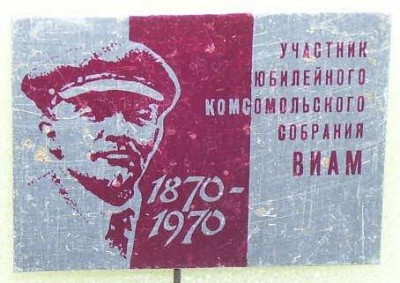 УЧАСТНИК
ЮБИЛЕЙНОГО
КОМСОМОЛЬСКОГО
СОБРАНИЯ
ВИАМ
1870-
1970